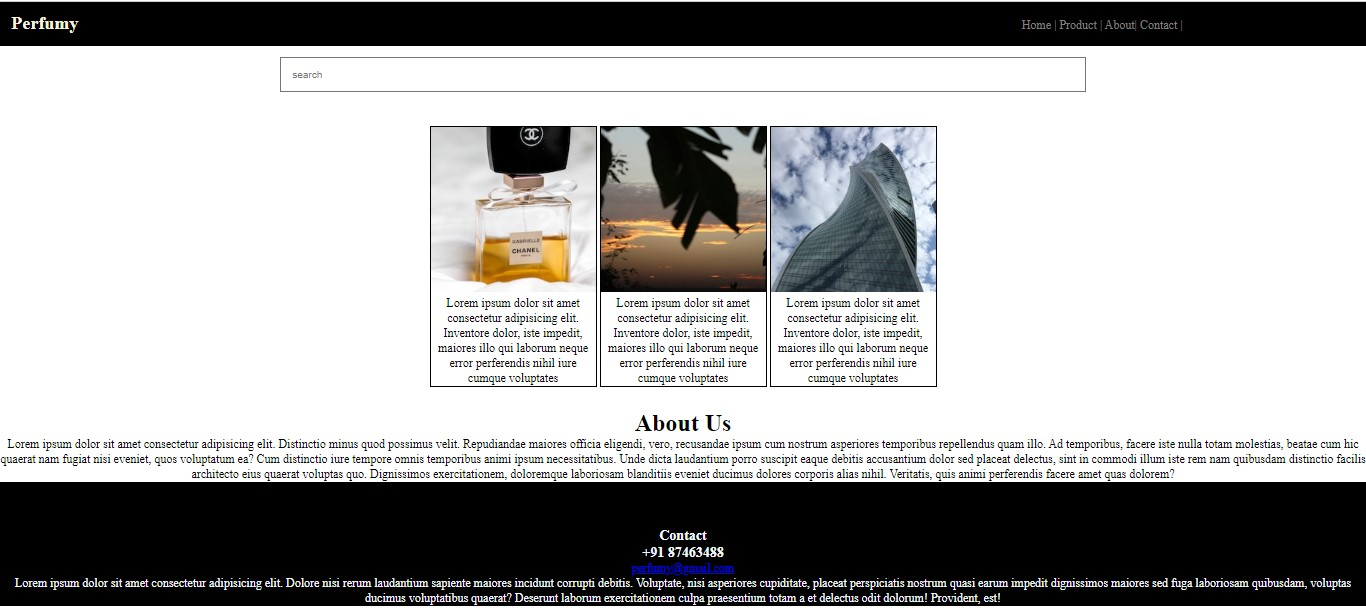 Perfumy
Home | Product | About| Contact |
search
GABRIELLE
CHANEL
PARIS
Lorem ipsum dolor sit amet
consectetur adipisicing elit.
Inventore dolor, iste impedit,
maiores illo qui laborum neque
error perferendis nihil iure
cumque voluptates
Lorem ipsum dolor sit amet
consectetur adipisicing elit.
Inventore dolor, iste impedit,
maiores illo qui laborum neque
error perferendis nihil iure
cumque voluptates
Lorem ipsum dolor sit amet
consectetur adipisicing elit.
Inventore dolor, iste impedit,
maiores illo qui laborum neque
error perferendis nihil iure
cumque voluptates
About Us
Lorem ipsum dolor sit amet consectetur adipisicing elit. Distinctio minus quod possimus velit. Repudiandae maiores officia eligendi, vero, recusandae ipsum cum nostrum asperiores temporibus repellendus quam illo. Ad temporibus, facere iste nulla totam molestias, beatae cum hic
quaerat nam fugiat nisi eveniet, quos voluptatum ea? Cum distinctio iure tempore omnis temporibus animi ipsum necessitatibus. Unde dicta laudantium porro suscipit eaque debitis accusantium dolor sed placeat delectus, sint in commodi illum iste rem nam quibusdam distinctio facilis
architecto eius quaerat voluptas quo. Dignissimos exercitationem, doloremque laboriosam blanditiis eveniet ducimus dolores corporis alias nihil. Veritatis, quis animi perferendis facere amet quas dolorem?
Contact
+91 87463488
perfumy@gmail.com
Lorem ipsum dolor sit amet consectetur adipisicing elit. Dolore nisi rerum laudantium sapiente maiores incidunt corrupti debitis. Voluptate, nisi asperiores cupiditate, placeat perspiciatis nostrum quasi earum impedit dignissimos maiores sed fuga laboriosam quibusdam, voluptas
ducimus voluptatibus quaerat? Deserunt laborum exercitationem culpa praesentium totam a et delectus odit dolorum! Provident, est!